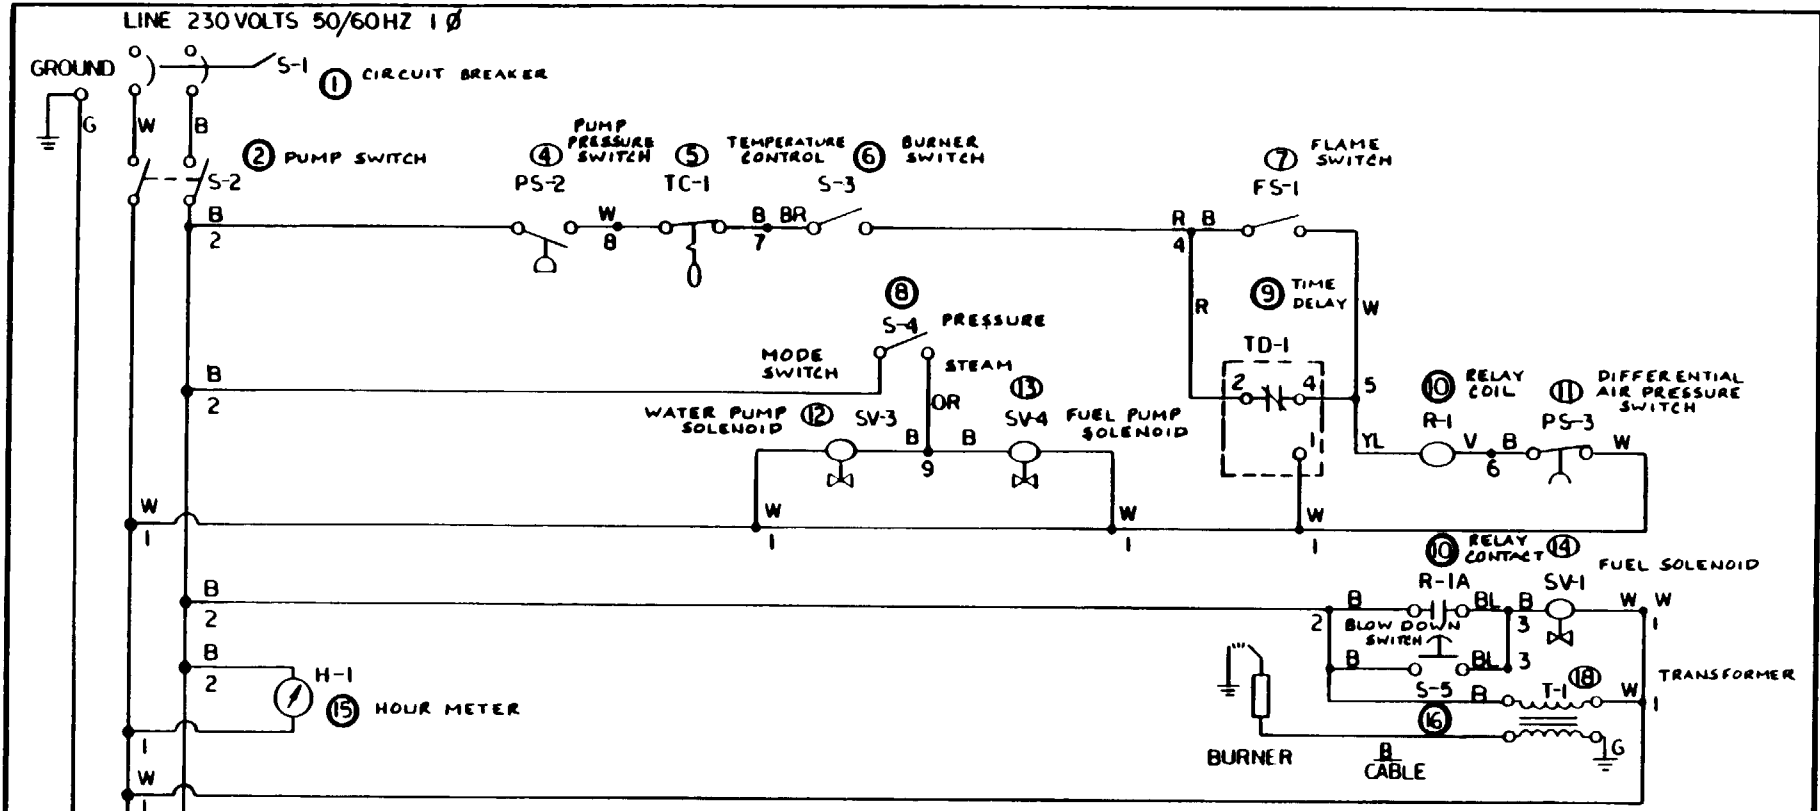 LINE 230 VOLTS 50/60 HZ 1 Ø
GROUND
S-1
1 CIRCUIT BREAKER
G
W
B
2 PUMP SWITCH
S-2
4 PUMP
PRESSURE
SWITCH
PS-2
5 TEMPERATURE
CONTROL
TC-1
6 BURNER
SWITCH
S-3
7 FLAME
SWITCH
FS-1
B
2
W
8
B
7
BR
R
4
B
R
9 TIME
DELAY
W
TD-1
2
4
1
5
8
S-4
PRESSURE
STEAM
MODE
SWITCH
B
2
OR
WATER PUMP
SOLENOID
12
SV-3
B
9
B
13
SV-4
FUEL PUMP
SOLENOID
10 RELAY
COIL
R-1
11 DIFFERENTIAL
AIR PRESSURE
SWITCH
PS-3
YL
V
6
B
W
W
1
W
1
W
1
W
1
10 RELAY
CONTACT
R-1A
14
SV-1
FUEL SOLENOID
B
2
2
B
BL
B
3
W
W
1
BLOW DOWN
SWITCH
B
BL
3
S-5
16
B
T-1
18
TRANSFORMER
W
1
B
2
H-1
15 HOUR METER
1
BURNER
B
CABLE
G
W
1